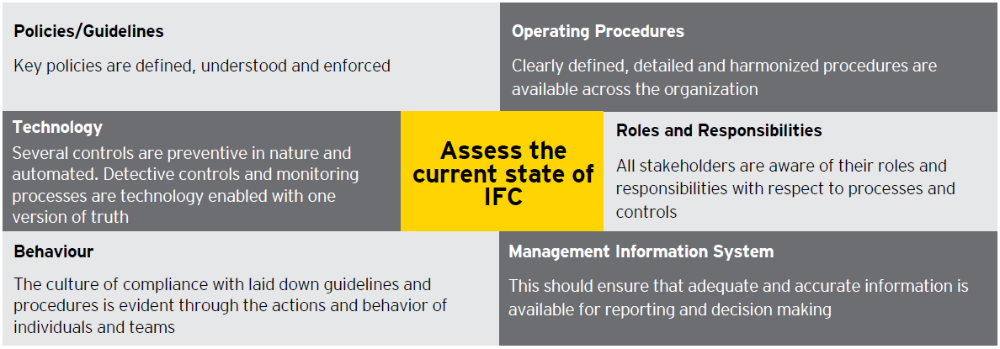 Policies/Guidelines
Key policies are defined, understood and enforced
Operating Procedures
Clearly defined, detailed and harmonized procedures are
available across the organization
Technology
Several controls are preventive in nature and
automated. Detective controls and monitoring
processes are technology enabled with one
version of truth
Assess the
current state of
IFC
Roles and Responsibilities
All stakeholders are aware of their roles and
responsibilities with respect to processes and
controls
Behaviour
The culture of compliance with laid down guidelines and
procedures is evident through the actions and behavior of
individuals and teams
Management Information System
This should ensure that adequate and accurate information is
available for reporting and decision making